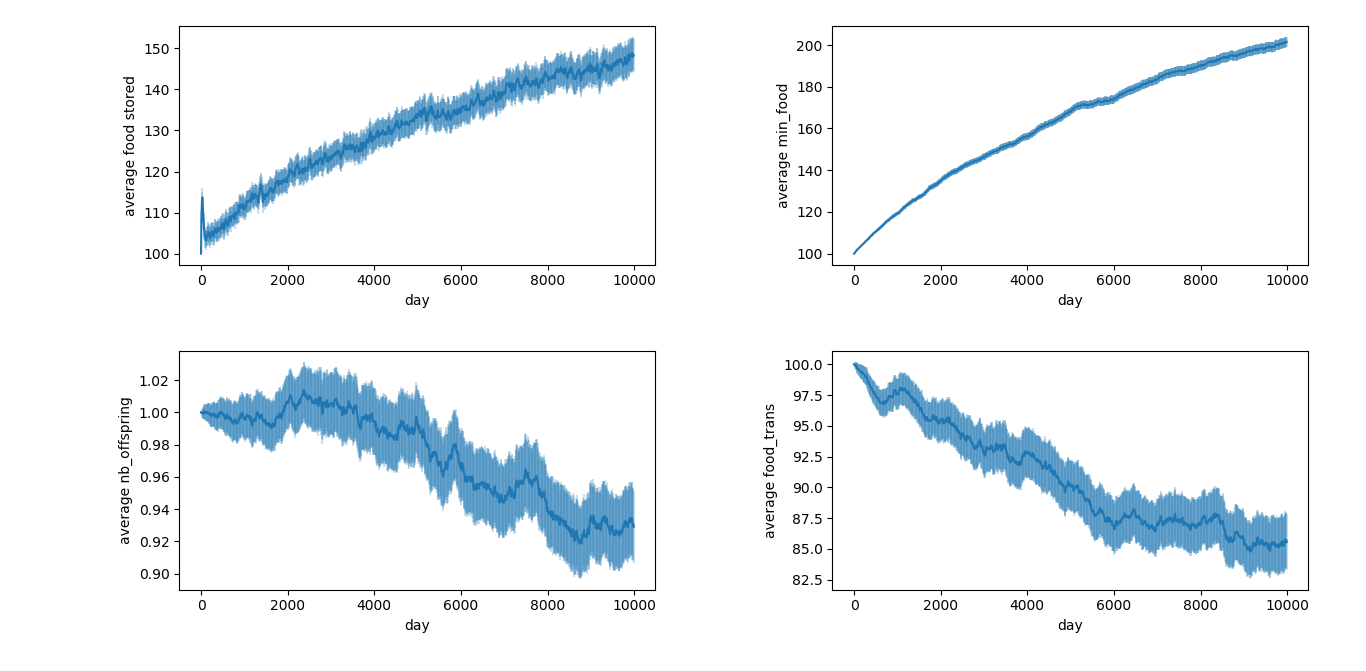 average food stored
150
140
130
120
110
100
0 2000 4000 6000 8000 10000
day
average min_food
200
180
160
140
120
100
0 2000 4000 6000 8000 10000
day
average nb_offspring
1.02
1.00
0.98
0.96
0.94
0.92
0.90
0 2000 4000 6000 8000 10000
day
average food_trans
100.0
97.5
95.0
92.5
90.0
87.5
85.0
82.5
0 2000 4000 6000 8000 10000
day